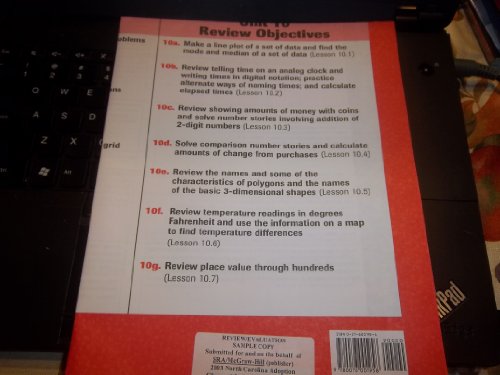 Unit 10
Review Objectives
oblems
10a. Make a line plot of a set of data and find the
mode and median of a set of data (Lesson 10.1)
10b. Review telling time on an analog clock and
writing times in digital notation; practice
alternate ways of naming times; and calculate
elapsed times (Lesson 10.2)
ns
10c. Review showing amounts of money with coins
and solve number stories involving addition of
2-digit numbers (Lesson 10.3)
grid
10d. Solve comparison number stories and calculate
amounts of change from purchases (Lesson 10.4)
10e. Review the names and some of the
characteristics of polygons and the names
of the basic 3-dimensional shapes (Lesson 10.5)
10f. Review temperature readings in degrees
Fahrenheit and use the information on a map
to find temperature differences
(Lesson 10.6)
10g. Review place value through hundreds
(Lesson 10.7)
REVIEW/EVALUATION
SAMPLE COPY
Submitted for and on the behalf of
SRA/McGraw-Hill (publisher)
2003 North Carolina Adoption
90000
nkPad
O
A
W
E
S
D
Z
X
Alt